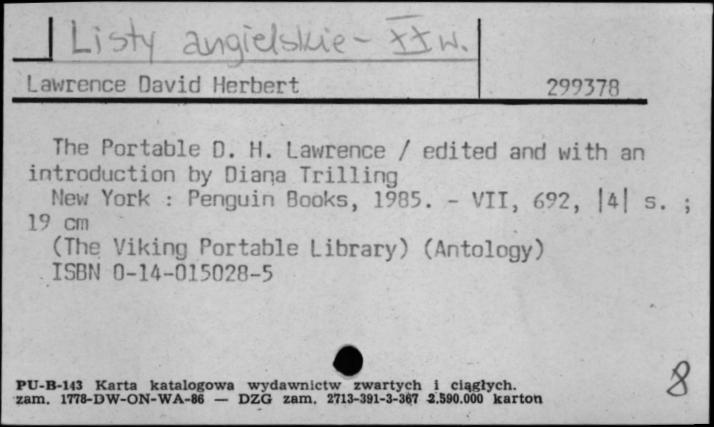 Listy angielskie - XX w.
Lawrence David Herbert 299378
The Portable D. H. Lawrence / edited and with an
introduction by Diana Trilling
New York : Penguin Books, 1985. - VII, 692, |4| s. ;
19 cm
(The Viking Portable Library) (Antology)
ISBN 0-14-015028-5
8
PU-B-143 Karta katalogowa wydawnictw zwartych i ciągłych.
zam. 1778-DW-ON-WA-86 — DZG zam. 2713-391-3-367 2.590.000 karton